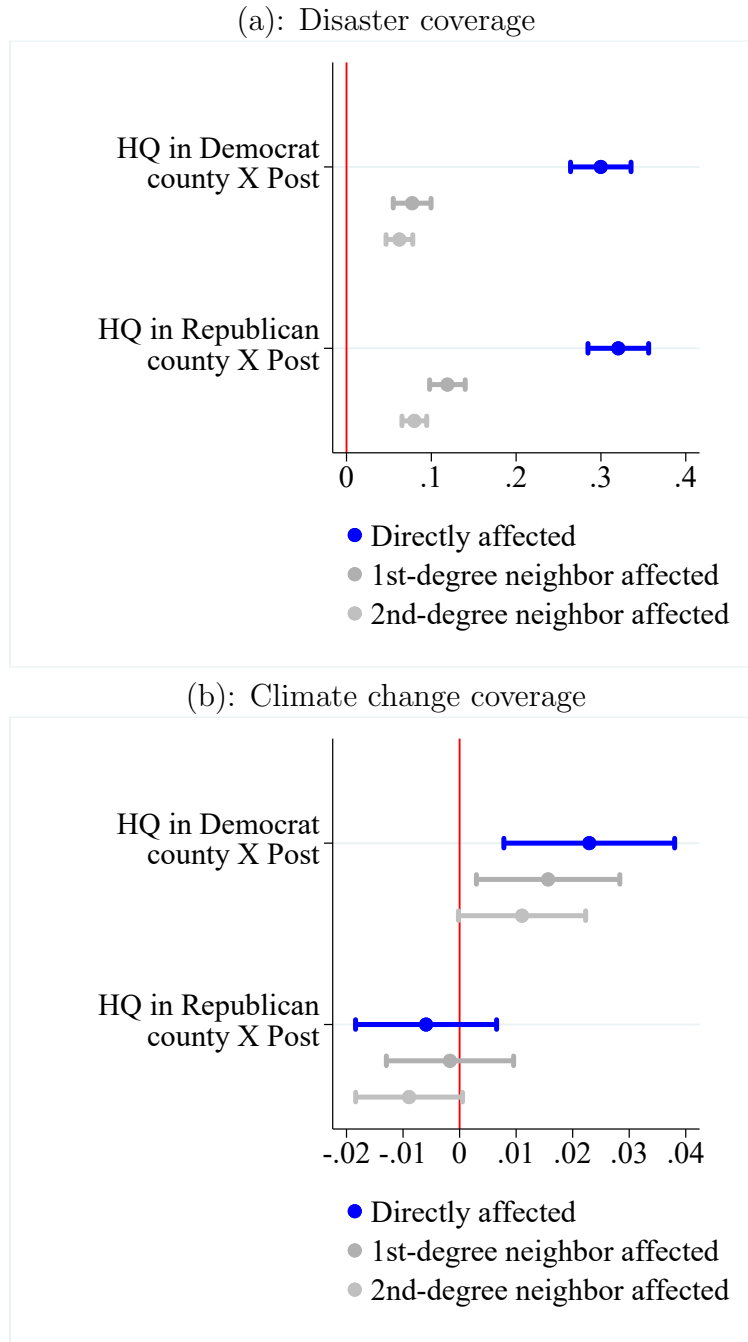 (a): Disaster coverage
HQ in Democrat
county X Post
HQ in Republican
county X Post
0 .1 .2 .3 .4
Directly affected
1st-degree neighbor affected
2nd-degree neighbor affected
(b): Climate change coverage
HQ in Democrat
county X Post
HQ in Republican
county X Post
-.02 -.01 0 .01 .02 .03 .04
Directly affected
1st-degree neighbor affected
2nd-degree neighbor affected